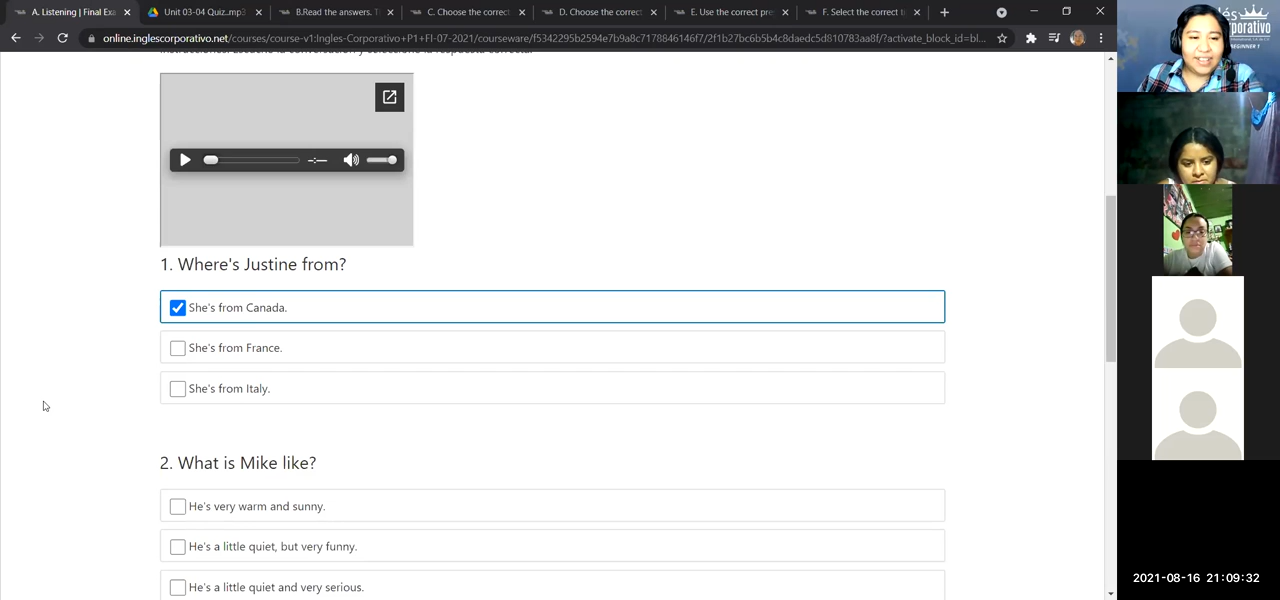 A. Listening | Final Exa
Unit 03-04 Quiz..mp3
B.Read the answers. T
C. Choose the correct
D. Choose the correct
E. Use the correct pre
F. Select the correct t
online.inglescorporativo.net/courses/course-v1:Ingles-Corporativo+P1+FI-07-2021/courseware/f5342295b2594e7b9a8c7178846146f7/2f1b27bc6b5b4c8daedc5d810783aa8f/?activate_block_id=bl...
1. Where's Justine from?
She's from Canada.
She's from France.
She's from Italy.
2. What is Mike like?
He's very warm and sunny.
He's a little quiet, but very funny.
He's a little quiet and very serious.
BEGINNER 1
2021-08-16 21:09:32